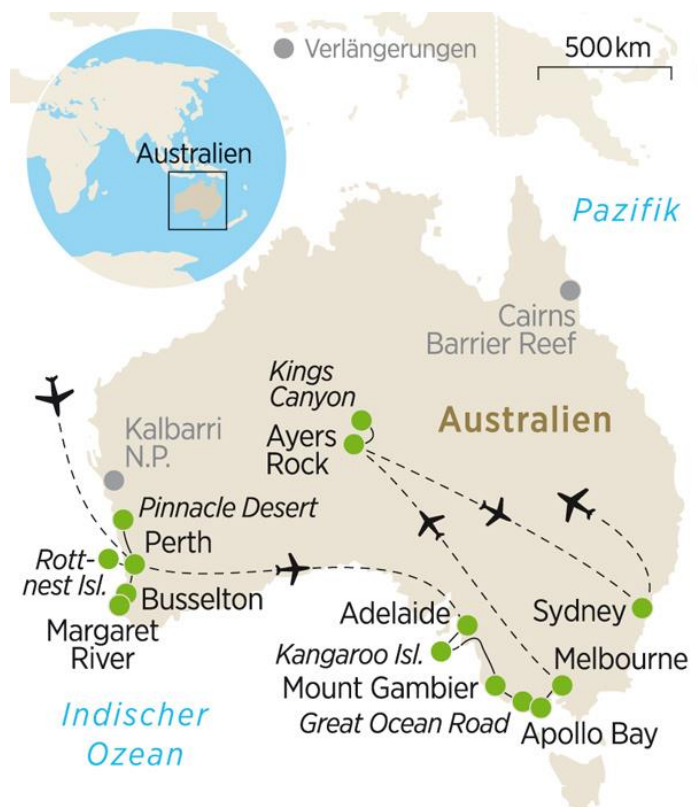 Verlängerungen
500 km
Australien
Pazifik
Cairns
Barrier Reef
Kings
Canyon
Australien
Ayers
Rock
Kalbarri
N.P.
Pinnacle Desert
Perth
Rott-
nest Isl.
Busselton
Margaret
River
Adelaide
Sydney
Kangaroo Isl.
Melbourne
Mount Gambier
Great Ocean Road
Apollo Bay
Indischer
Ozean